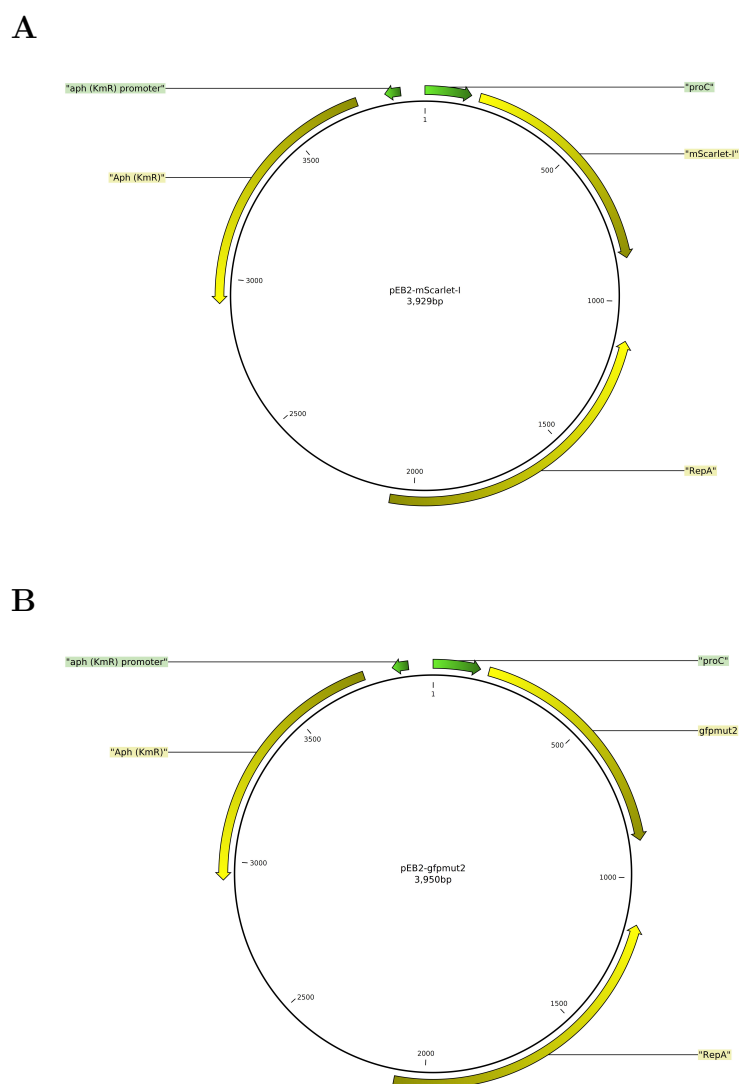 A
"aph (KmR) promoter"
"proC"
1
"mScarlet-I"
3500
500
"Aph (KmR)"
3000
pEB2-mScarlet-I
3,929bp
1000
2500
1500
2000
"RepA"
B
"aph (KmR) promoter"
"proC"
1
gfpmut2
3500
500
"Aph (KmR)"
3000
pEB2-gfpmut2
3,950bp
1000
2500
1500
2000
"RepA"